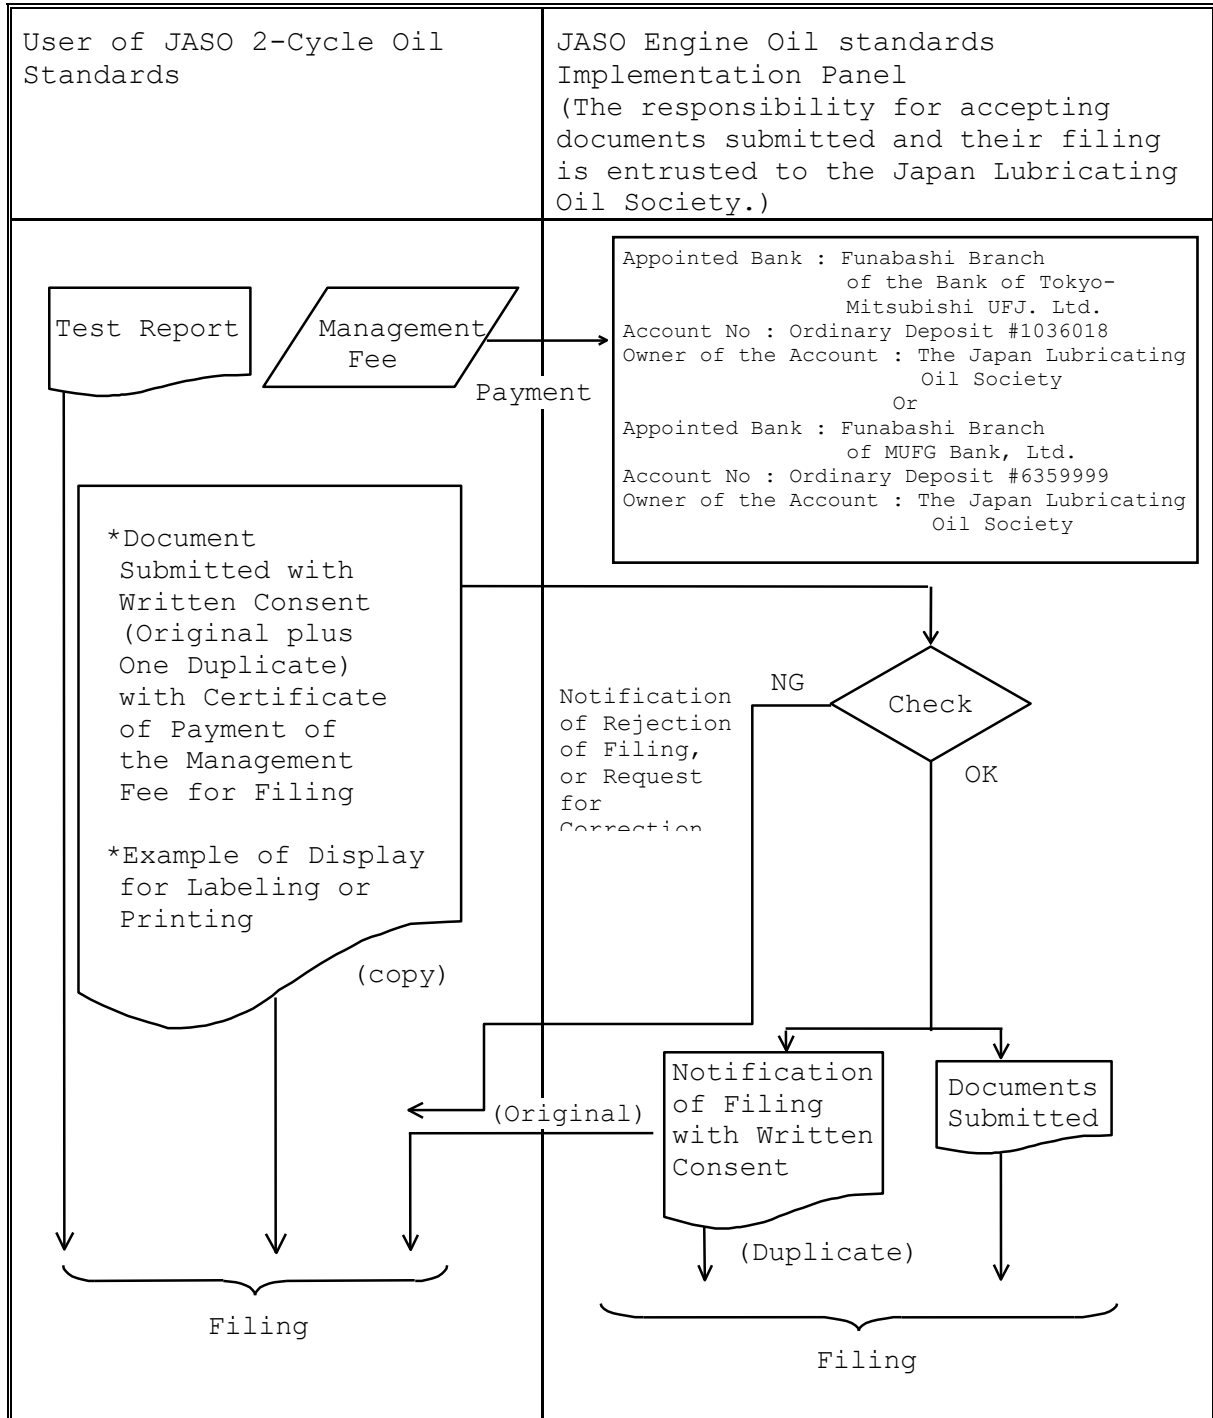 User of JASO 2-Cycle Oil
Standards
JASO Engine Oil standards
Implementation Panel
(The responsibility for accepting
documents submitted and their filing
is entrusted to the Japan Lubricating
Oil Society.)
Test Report
Management
Fee
Payment
Appointed Bank : Funabashi Branch
of the Bank of Tokyo-
Mitsubishi UFJ. Ltd.
Account No : Ordinary Deposit #1036018
Owner of the Account : The Japan Lubricating
Oil Society
Or
Appointed Bank : Funabashi Branch
of MUFG Bank, Ltd.
Account No : Ordinary Deposit #6359999
Owner of the Account : The Japan Lubricating
Oil Society
*Document
Submitted with
Written Consent
(Original plus
One Duplicate)
with Certificate
of Payment of
the Management
Fee for Filing
*Example of Display
for Labeling or
Printing
(copy)
Notification
of Rejection
of Filing,
or Request
for
Correction
NG
Check
OK
(Original)
Notification
of Filing
with Written
Consent
Documents
Submitted
(Duplicate)
Filing
Filing